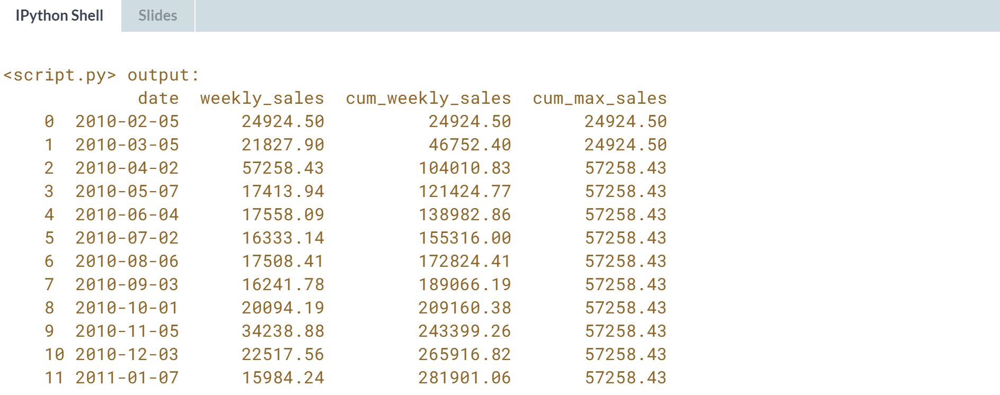 IPython Shell Slides
<script.py> output:
date weekly_sales cum_weekly_sales cum_max_sales
0 2010-02-05 24924.50 24924.50 24924.50
1 2010-03-05 21827.90 46752.40 24924.50
2 2010-04-02 57258.43 104010.83 57258.43
3 2010-05-07 17413.94 121424.77 57258.43
4 2010-06-04 17558.09 138982.86 57258.43
5 2010-07-02 16333.14 155316.00 57258.43
6 2010-08-06 17508.41 172824.41 57258.43
7 2010-09-03 16241.78 189066.19 57258.43
8 2010-10-01 20094.19 209160.38 57258.43
9 2010-11-05 34238.88 243399.26 57258.43
10 2010-12-03 22517.56 265916.82 57258.43
11 2011-01-07 15984.24 281901.06 57258.43